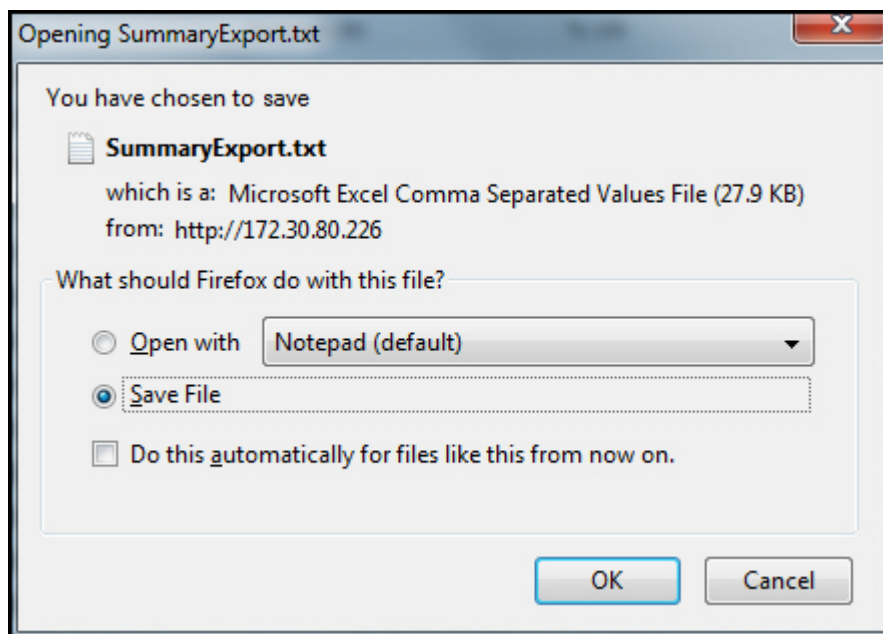 Opening SummaryExport.txt
You have chosen to save
SummaryExport.txt
which is a: Microsoft Excel Comma Separated Values File (27.9 KB)
from: http://172.30.80.226
What should Firefox do with this file?
Open with Notepad (default)
Save File
Do this automatically for files like this from now on.
OK Cancel